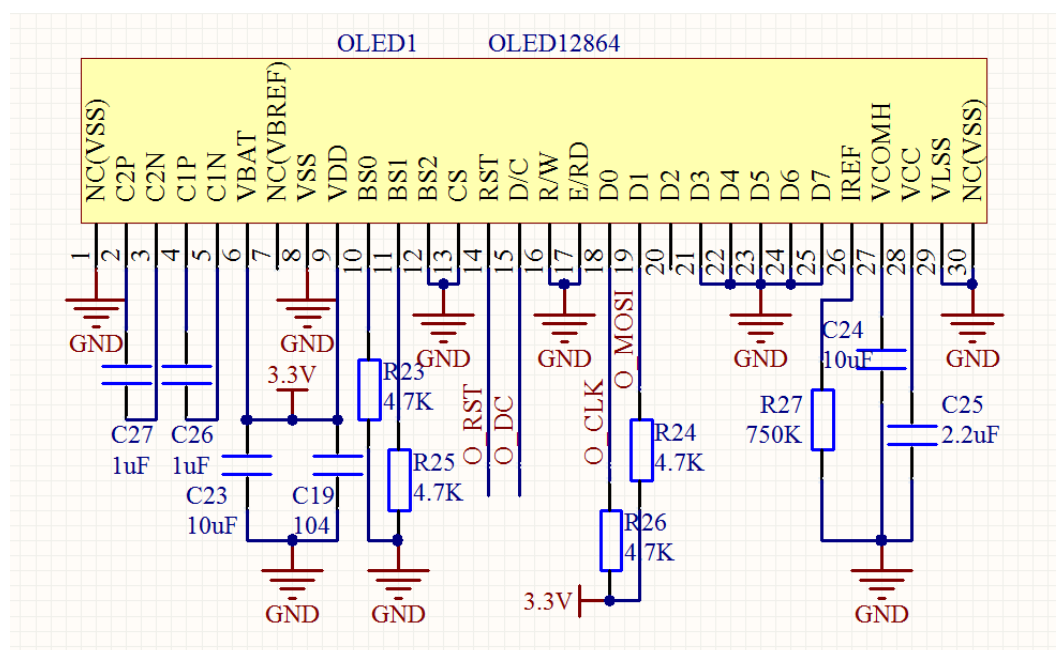 OLED1
OLED12864
NC(VSS)
C2P
C2N
C1P
C1N
VBAT
NC(VBREF)
VSS
VDD
BS0
BS1
BS2
CS
RST
D/C
R/W
E/RD
D0
D1
D2
D3
D4
D5
D6
D7
IREF
VCOMH
VCC
VLSS
NC(VSS)
1
2
3
4
5
6
7
8
9
10
11
12
13
14
15
16
17
18
19
20
21
22
23
24
25
26
27
28
29
30
GND
GND
GND
GND
GND
GND
3.3V
R23
4.7K
O_RST
O_DC
O_CLK
O_MOSI
C24
10uF
C27
1uF
C26
1uF
R25
4.7K
R24
4.7K
R27
750K
C25
2.2uF
C23
10uF
C19
104
R26
4.7K
3.3V
GND
GND
GND